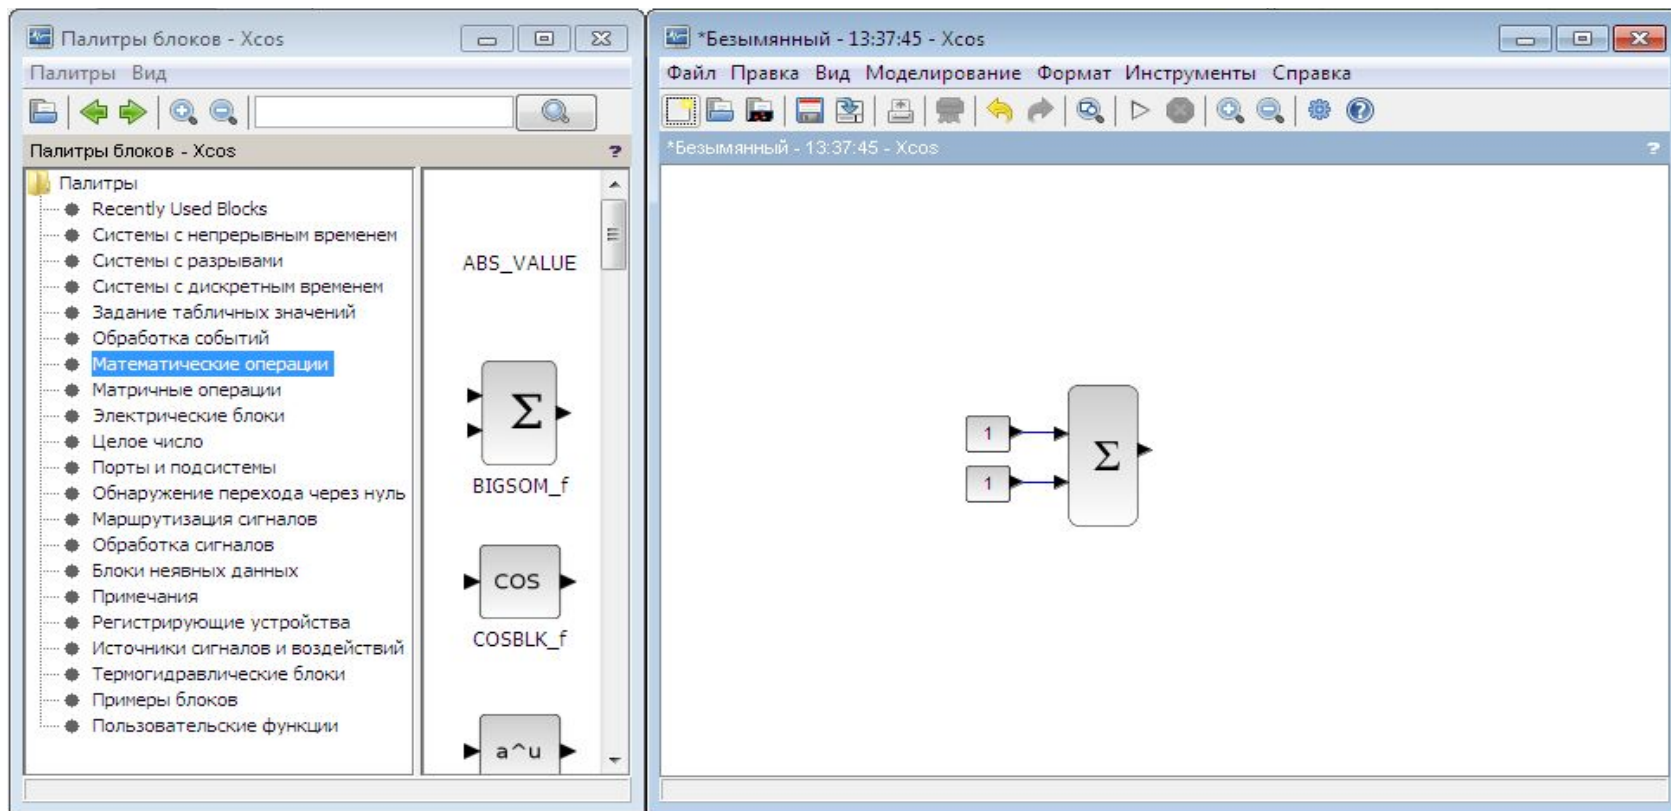 Палитры блоков - Xcos
Палитры Вид
Палитры блоков - Xcos ?
Палитры
Recently Used Blocks
Системы с непрерывным временем
Системы с разрывами
Системы с дискретным временем
Задание табличных значений
Обработка событий
Математические операции
Матричные операции
Электрические блоки
Целое число
Порты и подсистемы
Обнаружение перехода через нуль
Маршрутизация сигналов
Обработка сигналов
Блоки неявных данных
Примечания
Регистрирующие устройства
Источники сигналов и воздействий
Термогидравлические блоки
Примеры блоков
Пользовательские функции
ABS_VALUE
Σ
BIGSOM_f
COS
COSBLK_f
a^u
*Безымянный - 13:37:45 - Xcos
Файл Правка Вид Моделирование Формат Инструменты Справка
*Безымянный - 13:37:45 - Xcos ?
1
1
Σ